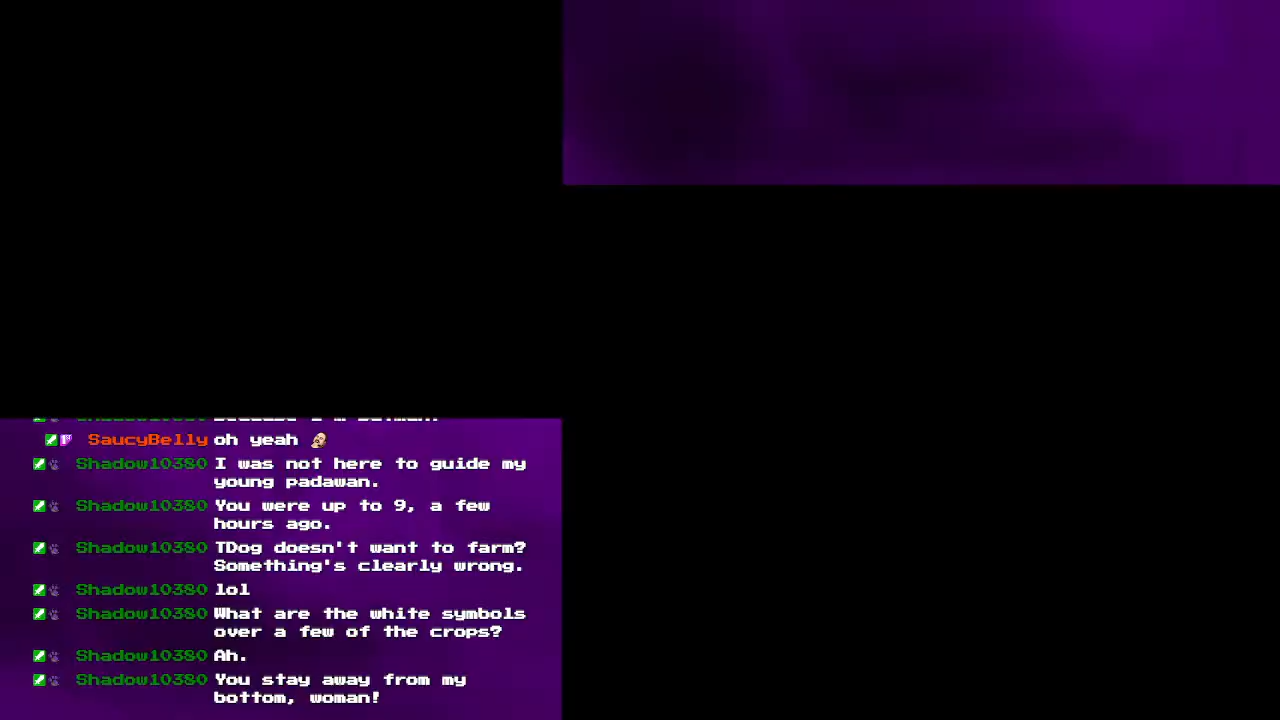 SaucyBelly oh yeah
Shadow10380 I was not here to guide my
young padawan.
Shadow10380 You were up to 9, a few
hours ago.
Shadow10380 TDog doesn't want to farm?
Something's clearly wrong.
Shadow10380 lol
Shadow10380 What are the white symbols
over a few of the crops?
Shadow10380 Ah.
Shadow10380 You stay away from my
bottom, woman!